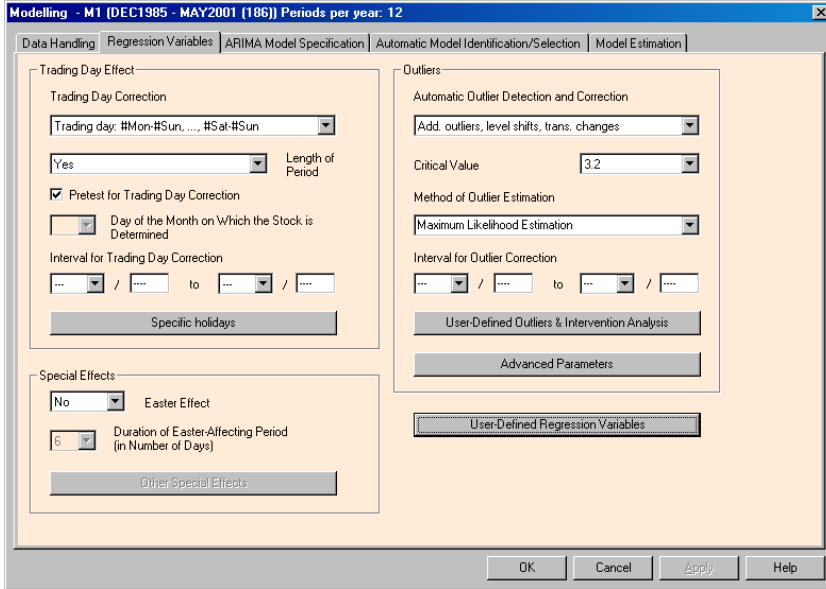 Modelling - M1 (DEC1985 - MAY2001 (186)) Periods per year: 12
Data Handling Regression Variables ARIMA Model Specification Automatic Model Identification/Selection Model Estimation
Trading Day Effect
Trading Day Correction
Trading day: #Mon-#Sun, ..., #Sat-#Sun
Yes
Length of
Period
Pretest for Trading Day Correction
Day of the Month on Which the Stock is
Determined
Interval for Trading Day Correction
--- / ---- to --- / ----
Specific holidays
Special Effects
No Easter Effect
6
Duration of Easter-Affecting Period
(in Number of Days)
Other Special Effects
Outliers
Automatic Outlier Detection and Correction
Add. outliers, level shifts, trans. changes
Critical Value 3.2
Method of Outlier Estimation
Maximum Likelihood Estimation
Interval for Outlier Correction
--- / ---- to --- / ----
User-Defined Outliers & Intervention Analysis
Advanced Parameters
User-Defined Regression Variables
OK Cancel Apply Help